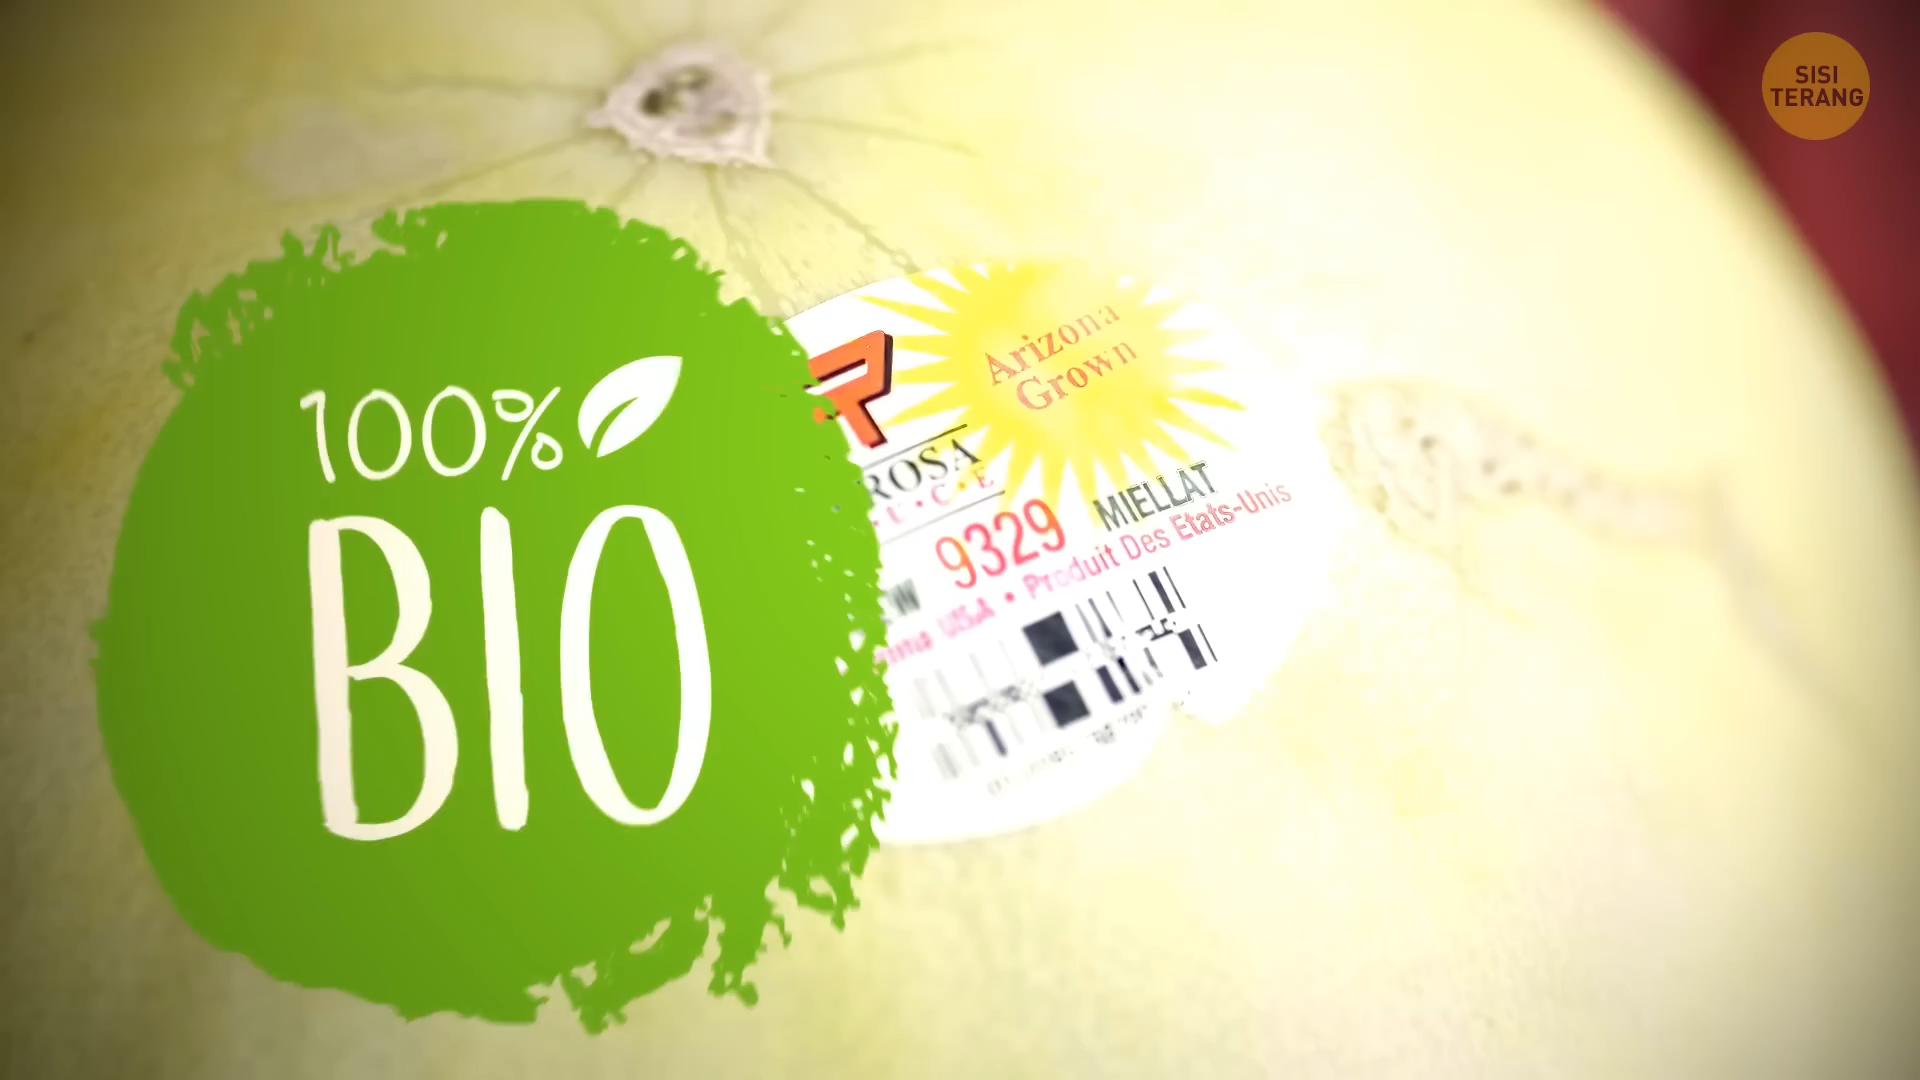 SISI
TERANG
100%
BIO
Arizona
Grown
ROSA
9329 MIELLAT
USA • Produit Des Etats-Unis